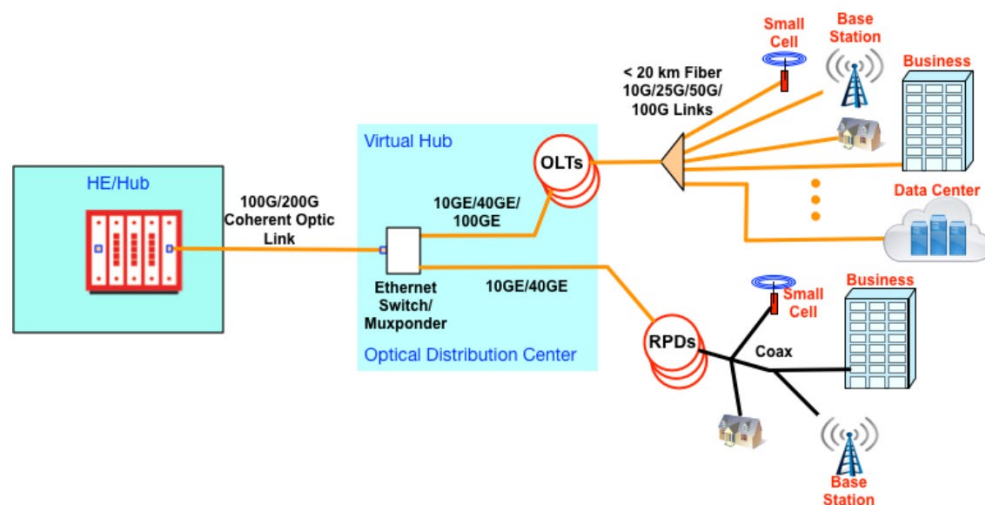 Small
Cell
Base
Station
Business
< 20 km Fiber
10G/25G/50G/
100G Links
Virtual Hub
OLTs
HE/Hub
100G/200G
Coherent Optic
Link
10GE/40GE/
100GE
Data Center
Ethernet
Switch/
Muxponder
10GE/40GE
Optical Distribution Center
RPDs
Small
Cell
Business
Coax
Base
Station